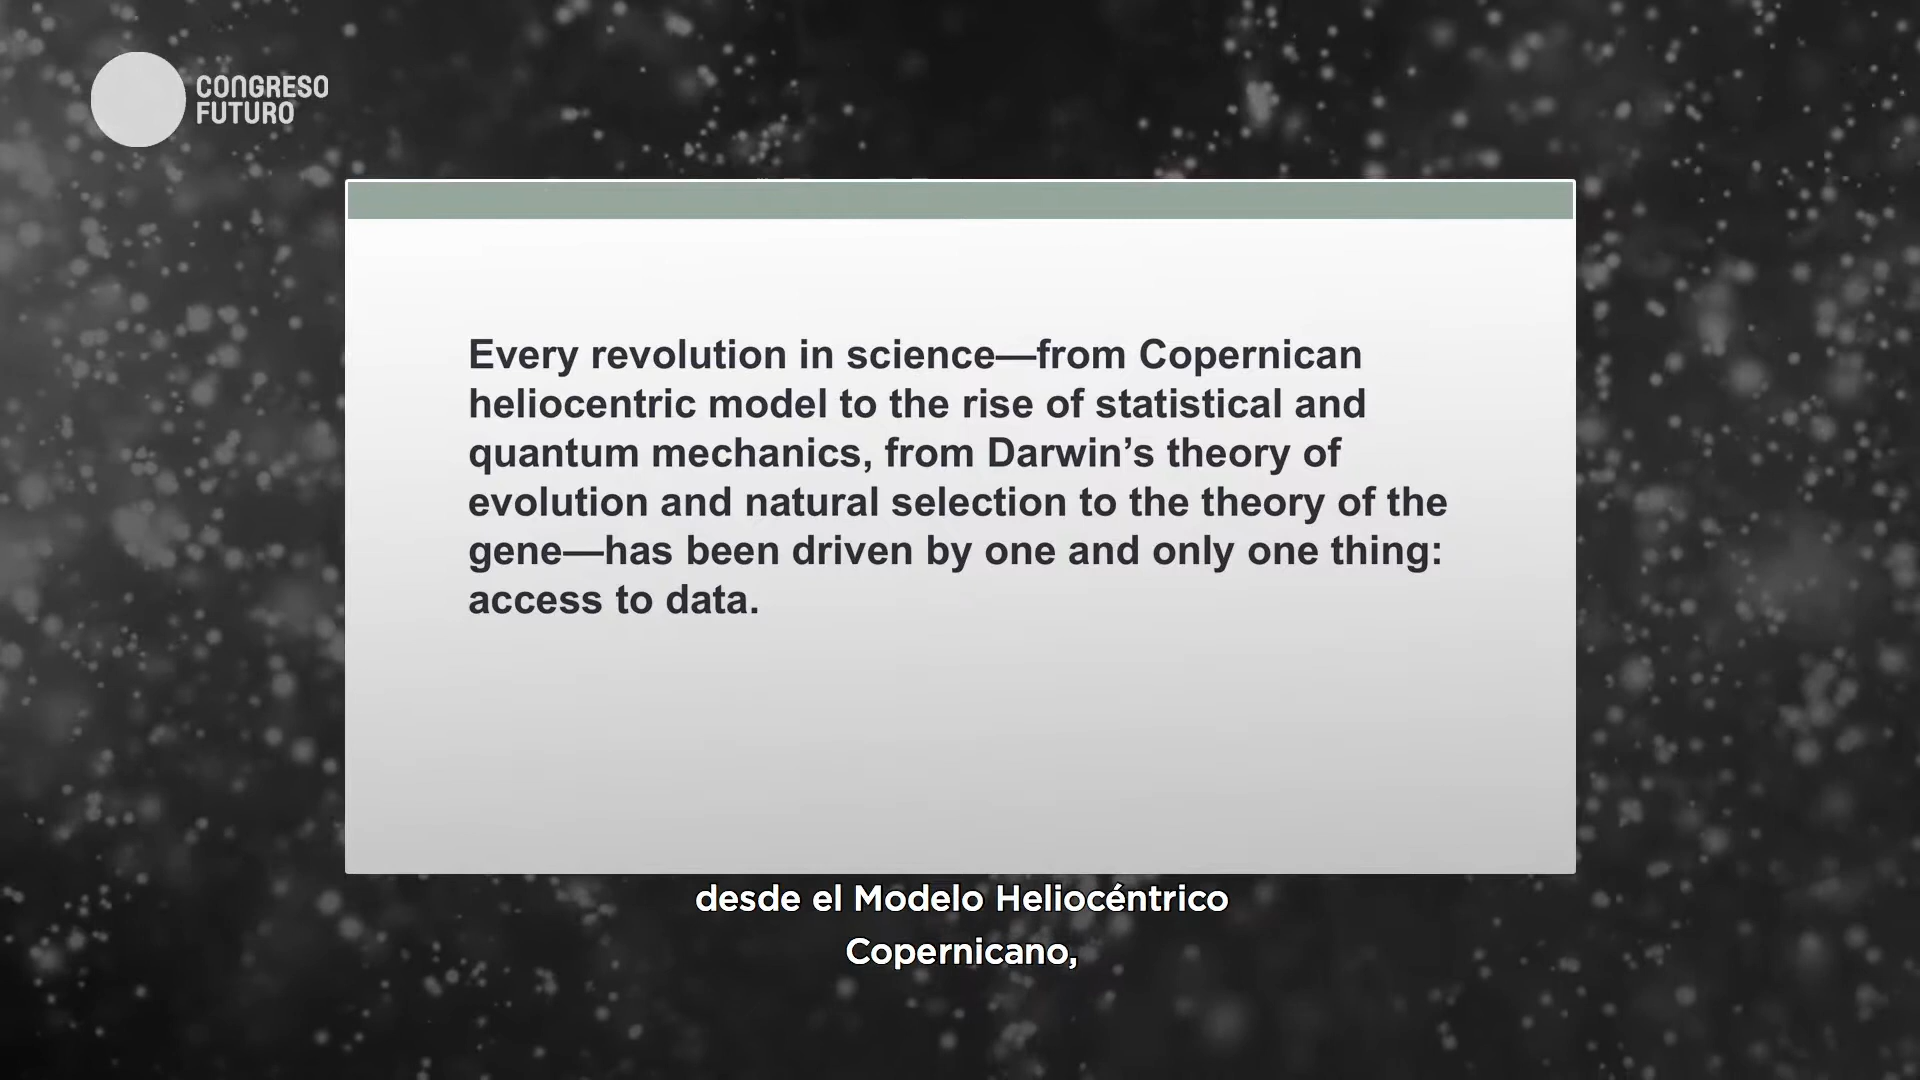 CONGRESO
FUTURO
Every revolution in science—from Copernican
heliocentric model to the rise of statistical and
quantum mechanics, from Darwin’s theory of
evolution and natural selection to the theory of the
gene—has been driven by one and only one thing:
access to data.
desde el Modelo Heliocéntrico
Copernicano,